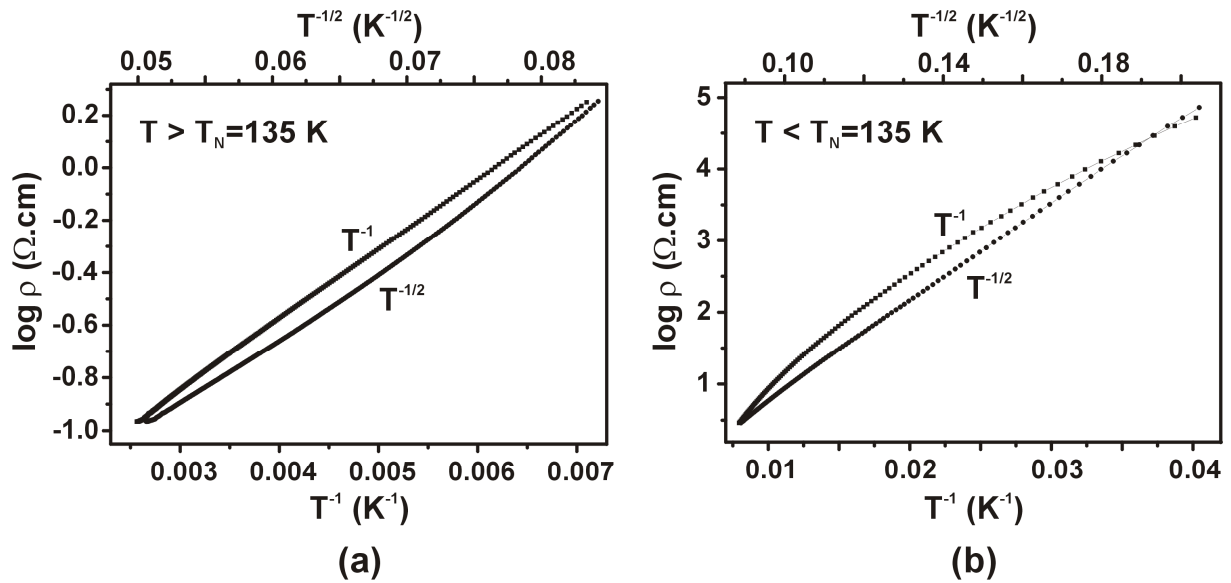 T-1/2 (K-1/2)
0.05 0.06 0.07 0.08
0.2
0.0
-0.2
-0.4
-0.6
-0.8
-1.0
log ρ (Ω.cm)
T > TN=135 K
T-1
T-1/2
0.003 0.004 0.005 0.006 0.007
T-1 (K-1)
(a)
T-1/2 (K-1/2)
0.10 0.14 0.18
5
4
3
2
1
log ρ (Ω.cm)
T < TN=135 K
T-1
T-1/2
0.01 0.02 0.03 0.04
T-1 (K-1)
(b)